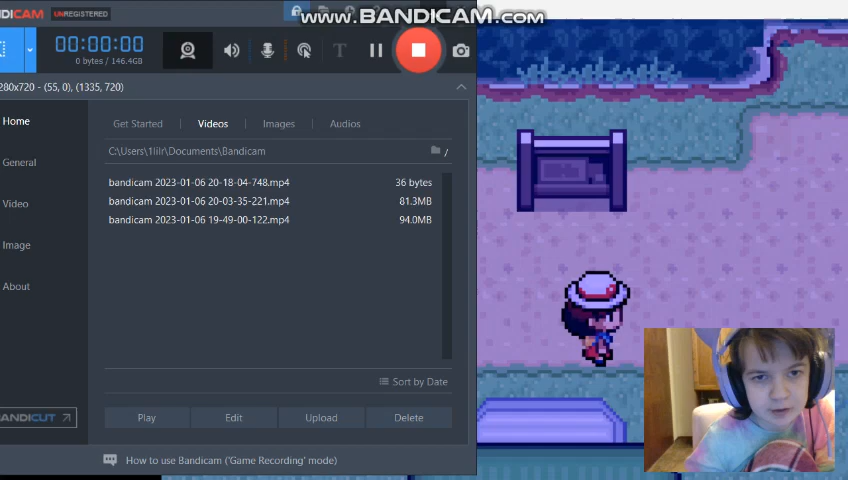 www.BANDICAM.com
NDICAM UNREGISTERED
00:00:00
0 bytes / 146.4GB
T
280x720 - (55, 0), (1335, 720)
Home
Get Started
Videos
Images
Audios
General
C:\Users\1lilr\Documents\Bandicam
/
bandicam 2023-01-06 20-18-04-748.mp4 36 bytes
Video
bandicam 2023-01-06 20-03-35-221.mp4 81.3MB
bandicam 2023-01-06 19-49-00-122.mp4 94.0MB
Image
About
Sort by Date
ANDICUT
Play
Edit
Upload
Delete
How to use Bandicam ('Game Recording' mode)